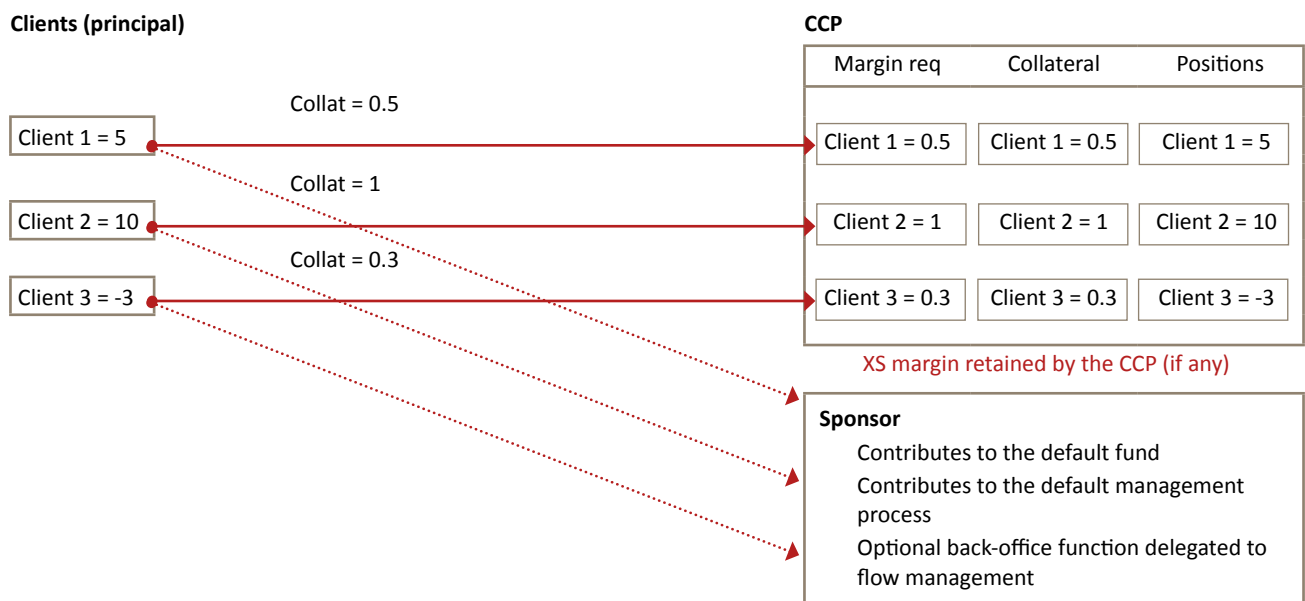 Clients (principal)
CCP
Margin req
Collateral
Positions
Collat = 0.5
Client 1 = 5
Client 1 = 0.5
Client 1 = 0.5
Client 1 = 5
Collat = 1
Client 2 = 10
Client 2 = 1
Client 2 = 1
Client 2 = 10
Collat = 0.3
Client 3 = -3
Client 3 = 0.3
Client 3 = 0.3
Client 3 = -3
XS margin retained by the CCP (if any)
Sponsor
Contributes to the default fund
Contributes to the default management
process
Optional back-office function delegated to
flow management